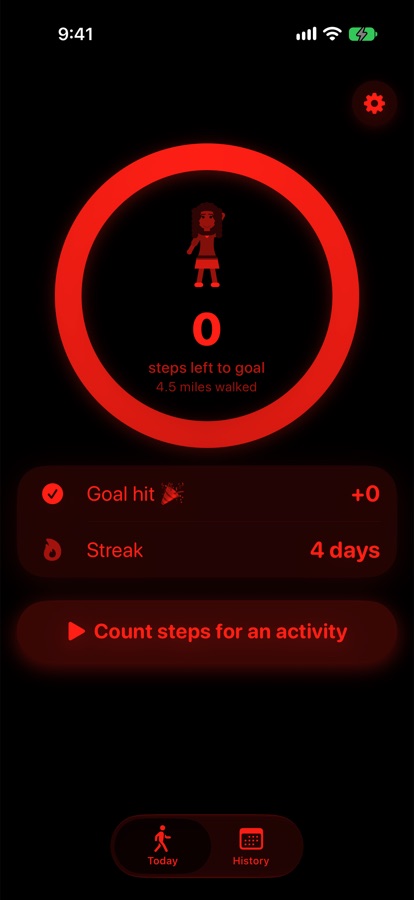 9:41
0
steps left to goal
4.5 miles walked
Goal hit 🎉 +0
Streak 4 days
Count steps for an activity
Today History